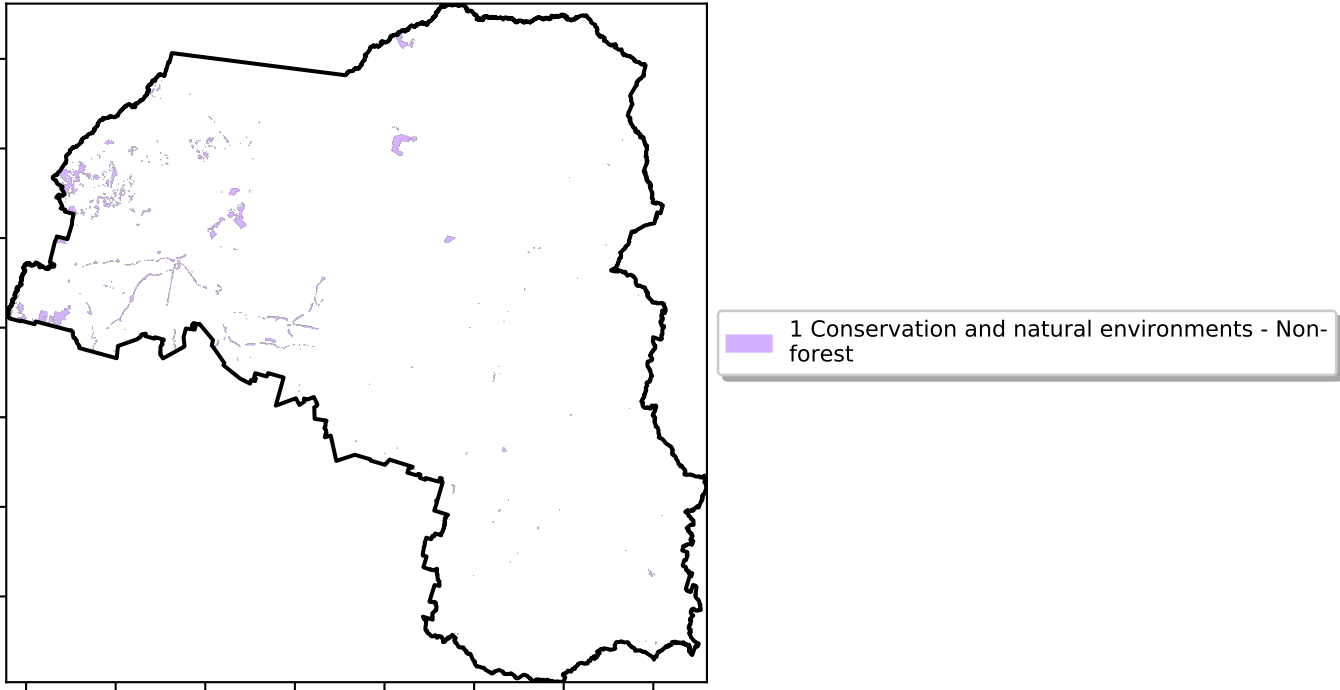 1 Conservation and natural environments - Non-
forest